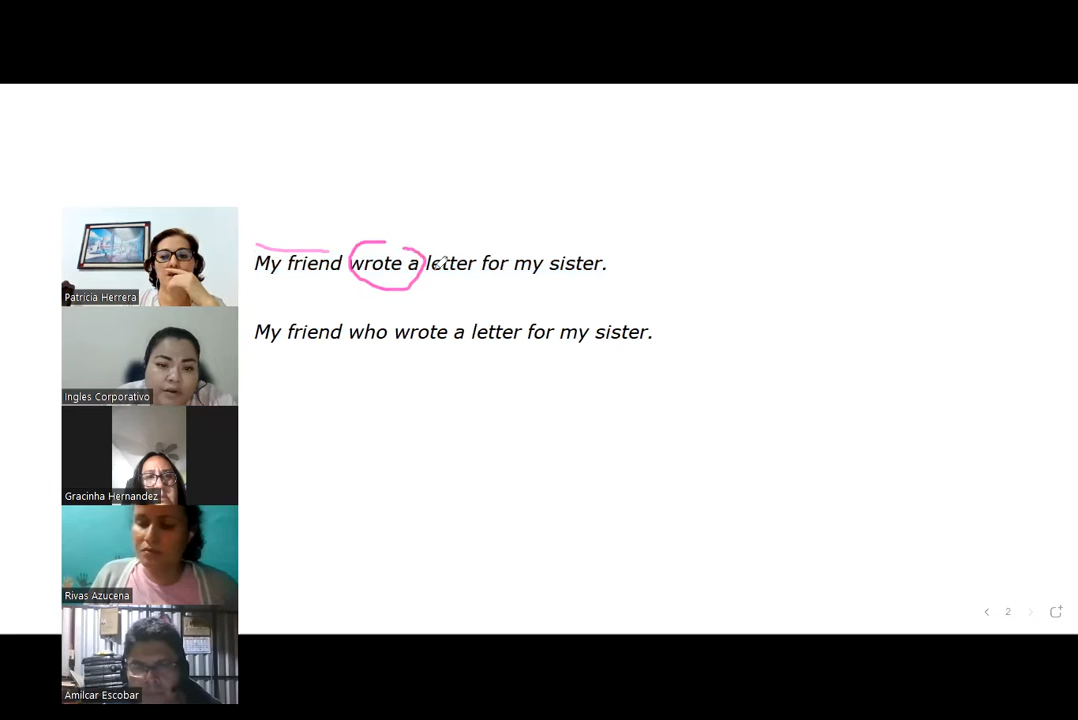 My friend wrote a letter for my sister.
My friend who wrote a letter for my sister.
Patricia Herrera
Ingles Corporativo
Gracinha Hernandez
Rivas Azucena
Amilcar Escobar
2